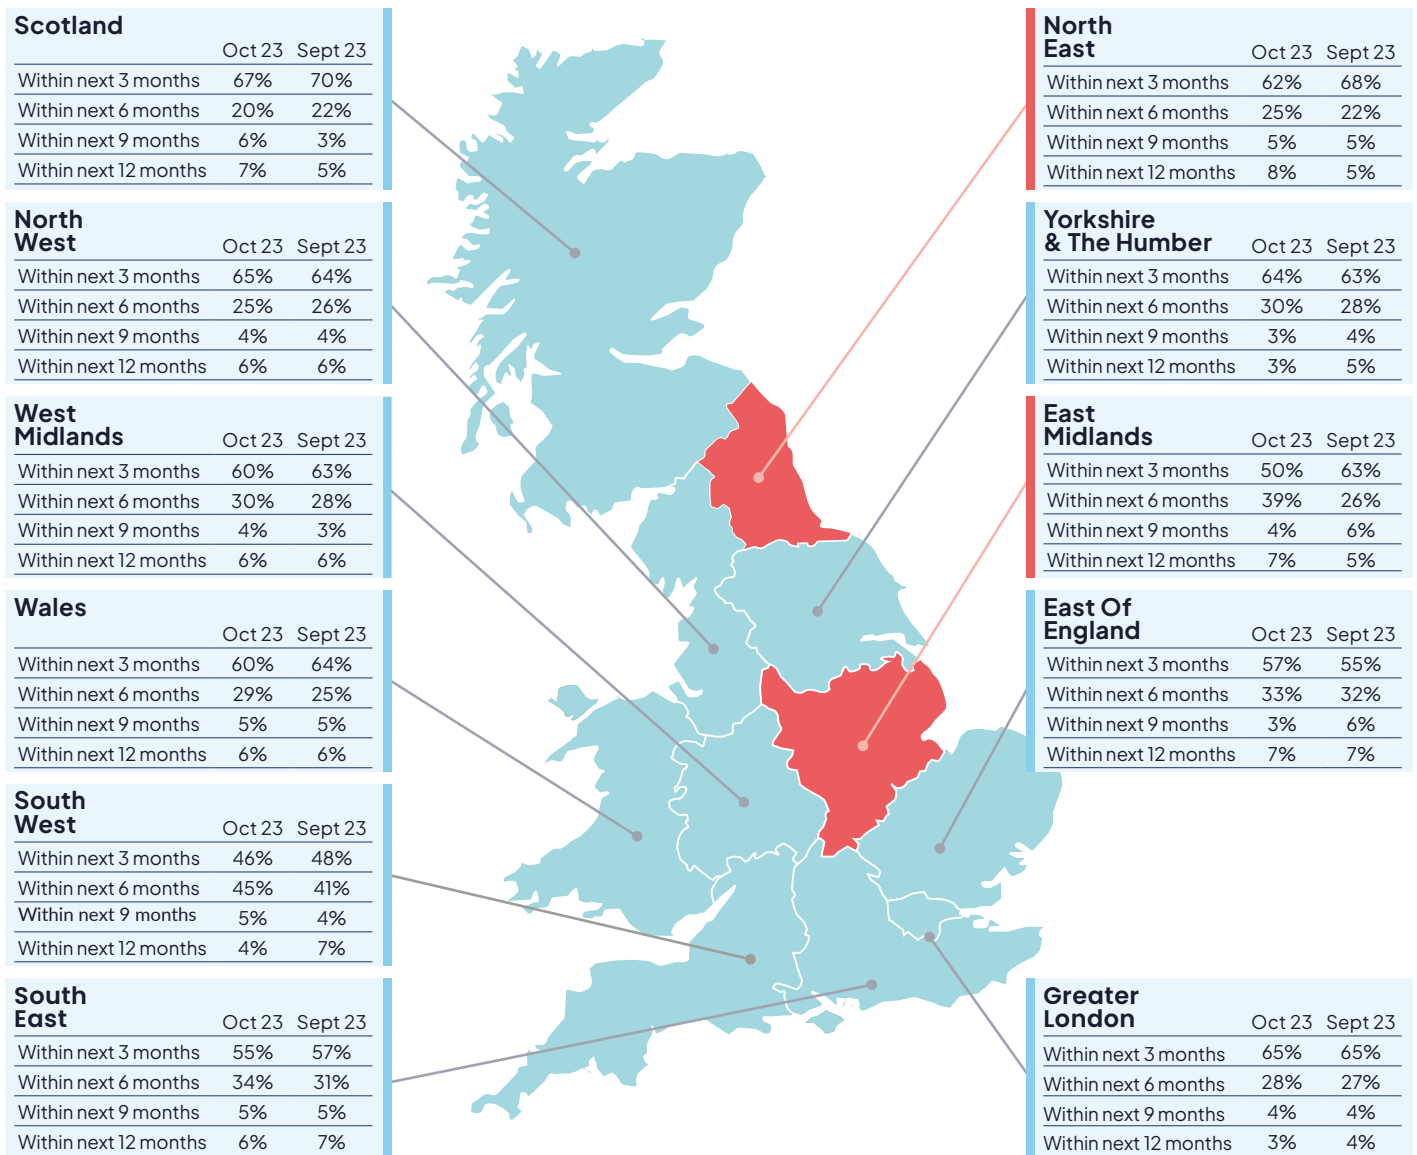 Scotland
Oct 23 Sept 23
Within next 3 months 67% 70%
Within next 6 months 20% 22%
Within next 9 months 6% 3%
Within next 12 months 7% 5%
North
West
Oct 23 Sept 23
Within next 3 months 65% 64%
Within next 6 months 25% 26%
Within next 9 months 4% 4%
Within next 12 months 6% 6%
West
Midlands
Oct 23 Sept 23
Within next 3 months 60% 63%
Within next 6 months 30% 28%
Within next 9 months 4% 3%
Within next 12 months 6% 6%
Wales
Oct 23 Sept 23
Within next 3 months 60% 64%
Within next 6 months 29% 25%
Within next 9 months 5% 5%
Within next 12 months 6% 6%
South
West
Oct 23 Sept 23
Within next 3 months 46% 48%
Within next 6 months 45% 41%
Within next 9 months 5% 4%
Within next 12 months 4% 7%
South
East
Oct 23 Sept 23
Within next 3 months 55% 57%
Within next 6 months 34% 31%
Within next 9 months 5% 5%
Within next 12 months 6% 7%
North
East
Oct 23 Sept 23
Within next 3 months 62% 68%
Within next 6 months 25% 22%
Within next 9 months 5% 5%
Within next 12 months 8% 5%
Yorkshire
& The Humber
Oct 23 Sept 23
Within next 3 months 64% 63%
Within next 6 months 30% 28%
Within next 9 months 3% 4%
Within next 12 months 3% 5%
East
Midlands
Oct 23 Sept 23
Within next 3 months 50% 63%
Within next 6 months 39% 26%
Within next 9 months 4% 6%
Within next 12 months 7% 5%
East Of
England
Oct 23 Sept 23
Within next 3 months 57% 55%
Within next 6 months 33% 32%
Within next 9 months 3% 6%
Within next 12 months 7% 7%
Greater
London
Oct 23 Sept 23
Within next 3 months 65% 65%
Within next 6 months 28% 27%
Within next 9 months 4% 4%
Within next 12 months 3% 4%